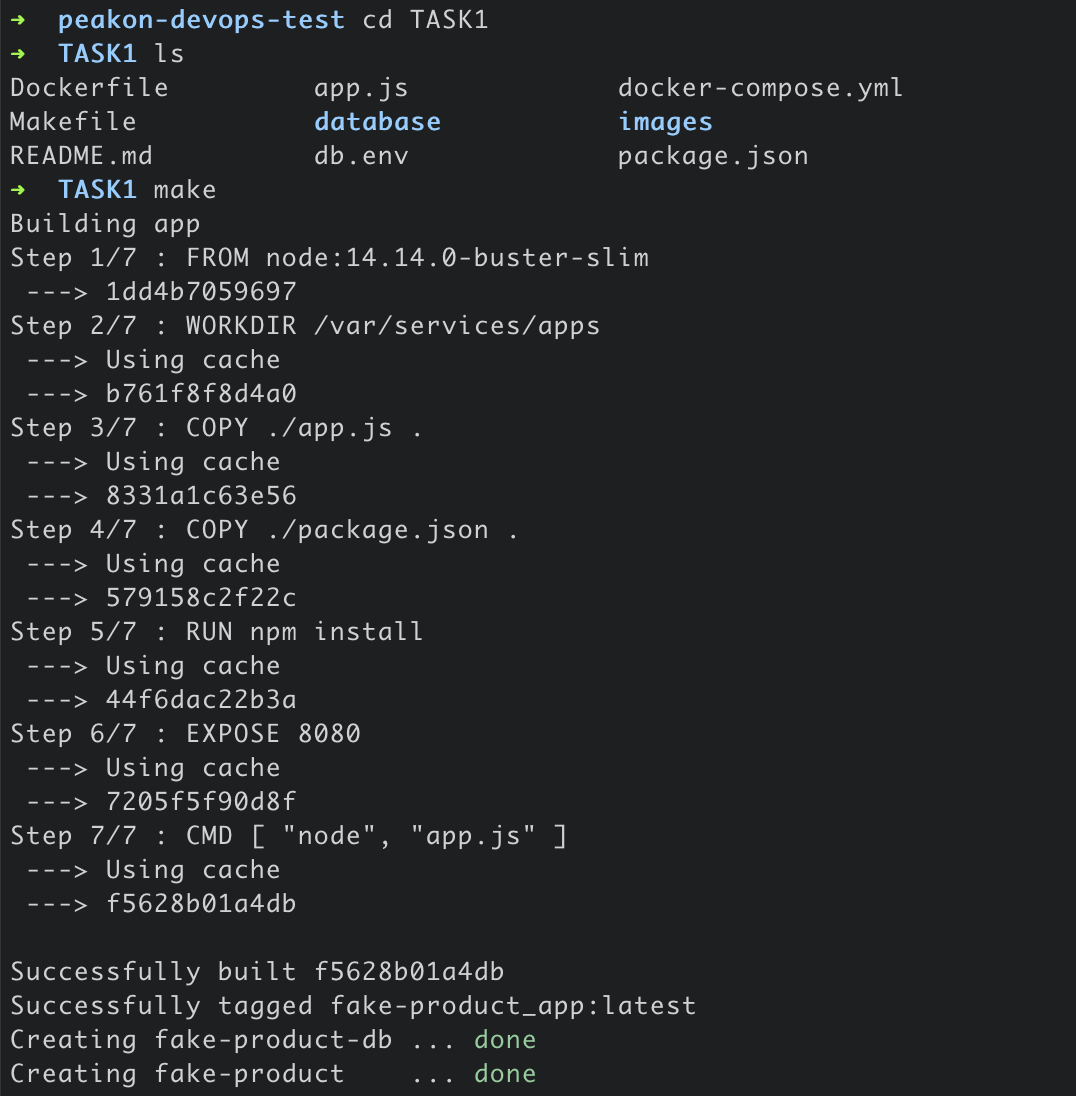 ➜  peakon-devops-test cd TASK1
➜  TASK1 ls
Dockerfile         app.js             docker-compose.yml
Makefile           database           images
README.md          db.env             package.json
➜  TASK1 make
Building app
Step 1/7 : FROM node:14.14.0-buster-slim
 ---> 1dd4b7059697
Step 2/7 : WORKDIR /var/services/apps
 ---> Using cache
 ---> b761f8f8d4a0
Step 3/7 : COPY ./app.js .
 ---> Using cache
 ---> 8331a1c63e56
Step 4/7 : COPY ./package.json .
 ---> Using cache
 ---> 579158c2f22c
Step 5/7 : RUN npm install
 ---> Using cache
 ---> 44f6dac22b3a
Step 6/7 : EXPOSE 8080
 ---> Using cache
 ---> 7205f5f90d8f
Step 7/7 : CMD [ "node", "app.js" ]
 ---> Using cache
 ---> f5628b01a4db

Successfully built f5628b01a4db
Successfully tagged fake-product_app:latest
Creating fake-product-db ... done
Creating fake-product    ... done